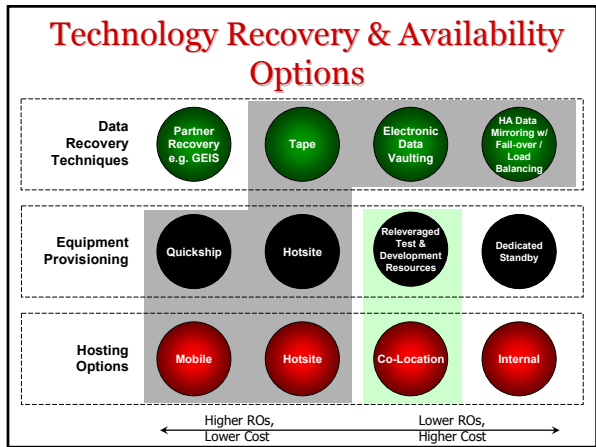 Technology Recovery & Availability
Options
Data
Recovery
Techniques
Partner
Recovery
e.g. GEIS
Tape
Electronic
Data
Vaulting
HA Data
Mirroring w/
Fail-over /
Load
Balancing
Equipment
Provisioning
Quickship
Hotsite
Releveraged
Test &
Development
Resources
Dedicated
Standby
Hosting
Options
Mobile
Hotsite
Co-Location
Internal
Higher ROs,
Lower Cost
Lower ROs,
Higher Cost